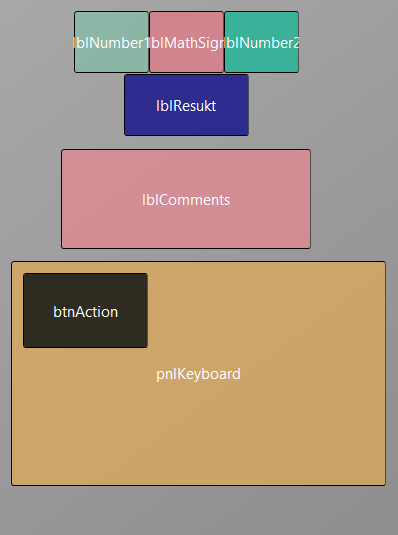 lblNumber1
lblMathSign
lblNumber2
lblResukt
lblComments
btnAction
pnlKeyboard